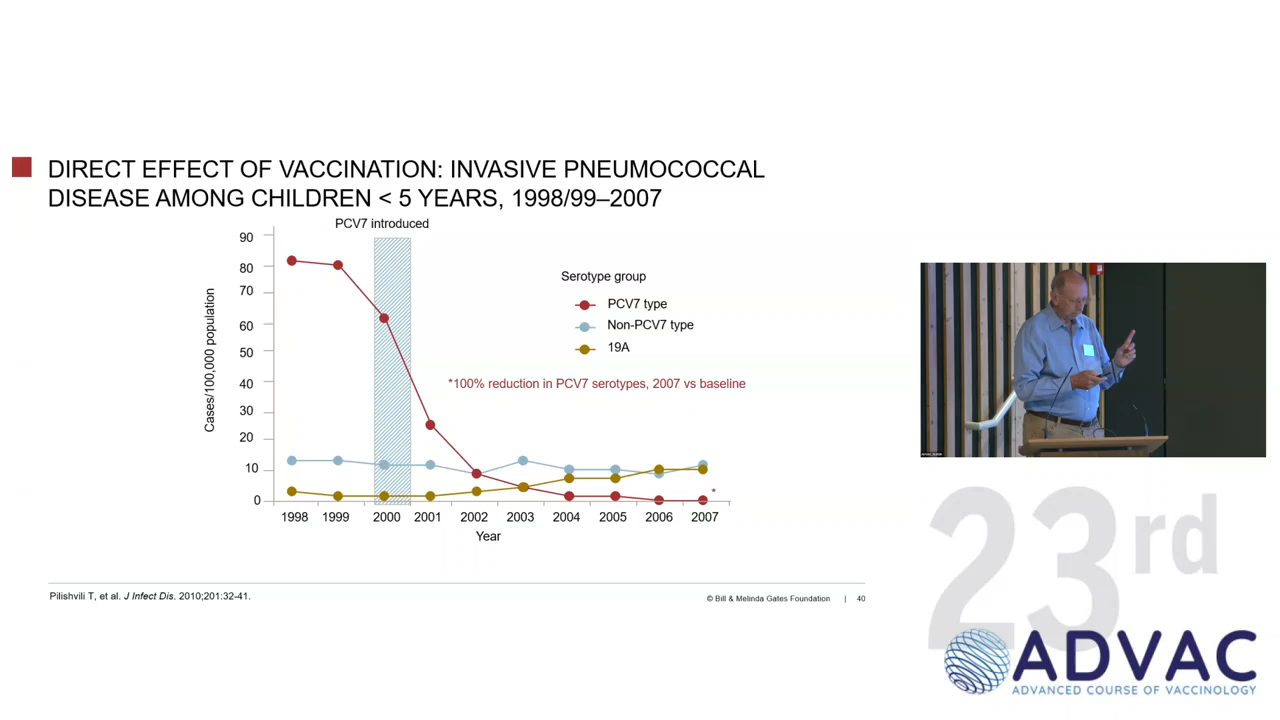 DIRECT EFFECT OF VACCINATION: INVASIVE PNEUMOCOCCAL
DISEASE AMONG CHILDREN < 5 YEARS, 1998/99–2007
PCV7 introduced
90
80
70
60
50
40
30
20
10
0
Cases/100,000 population
Serotype group
PCV7 type
Non-PCV7 type
19A
*100% reduction in PCV7 serotypes, 2007 vs baseline
*
1998 1999 2000 2001 2002 2003 2004 2005 2006 2007
Year
Pilishvili T, et al. J Infect Dis. 2010;201:32-41.
© Bill & Melinda Gates Foundation | 40
23rd
ADVAC
ADVANCED COURSE OF VACCINOLOGY